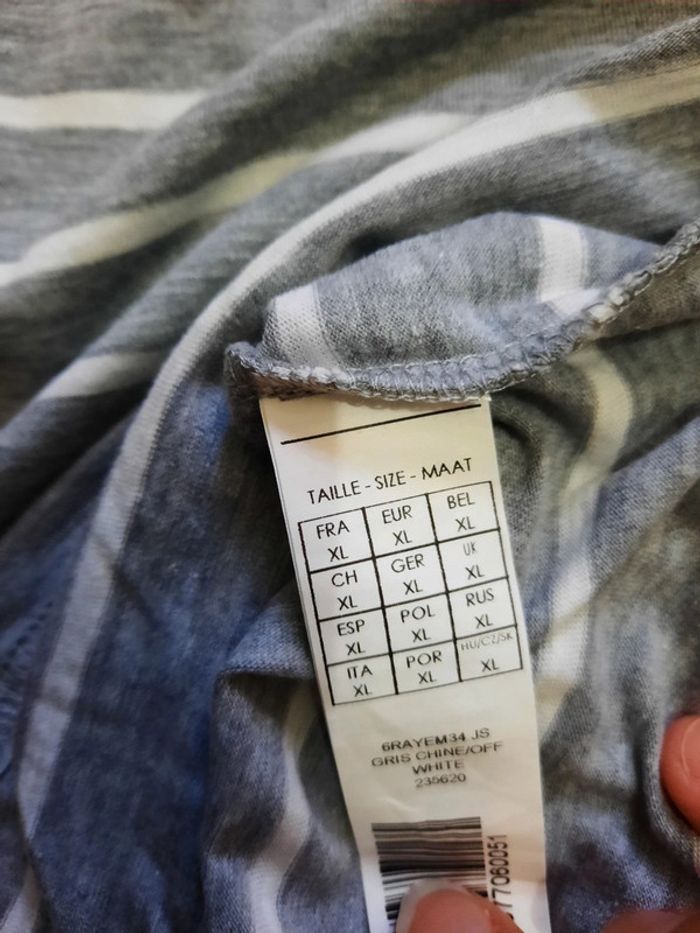 TAILLE - SIZE - MAAT
FRA EUR BEL
XL XL XL
CH GER UK
XL XL XL
ESP POL RUS
XL XL XL
ITA POR HU/CZ/SK
XL XL XL
6RAYEM34 JS
GRIS CHINE/OFF
WHITE
235620
77060051